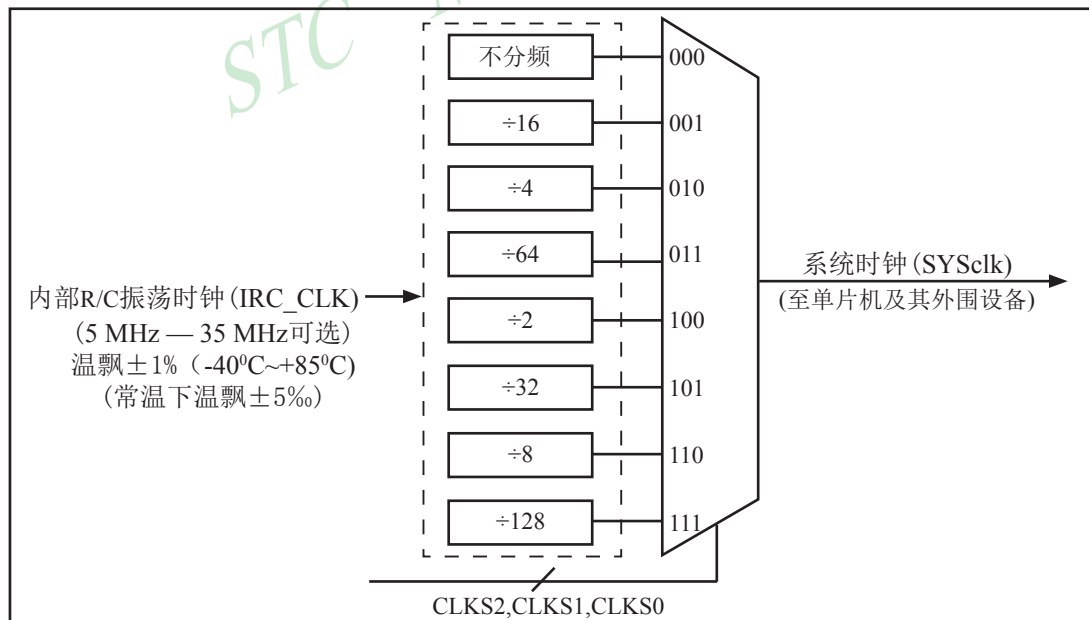 STC
不分频
000
÷16
001
÷4
010
÷64
011
÷2
100
÷32
101
÷8
110
÷128
111
内部R/C振荡时钟(IRC_CLK)
(5 MHz — 35 MHz可选)
温飘±1%（-40⁰C~+85⁰C)
(常温下温飘±5‰)
系统时钟(SYSclk)
(至单片机及其外围设备)
CLKS2,CLKS1,CLKS0